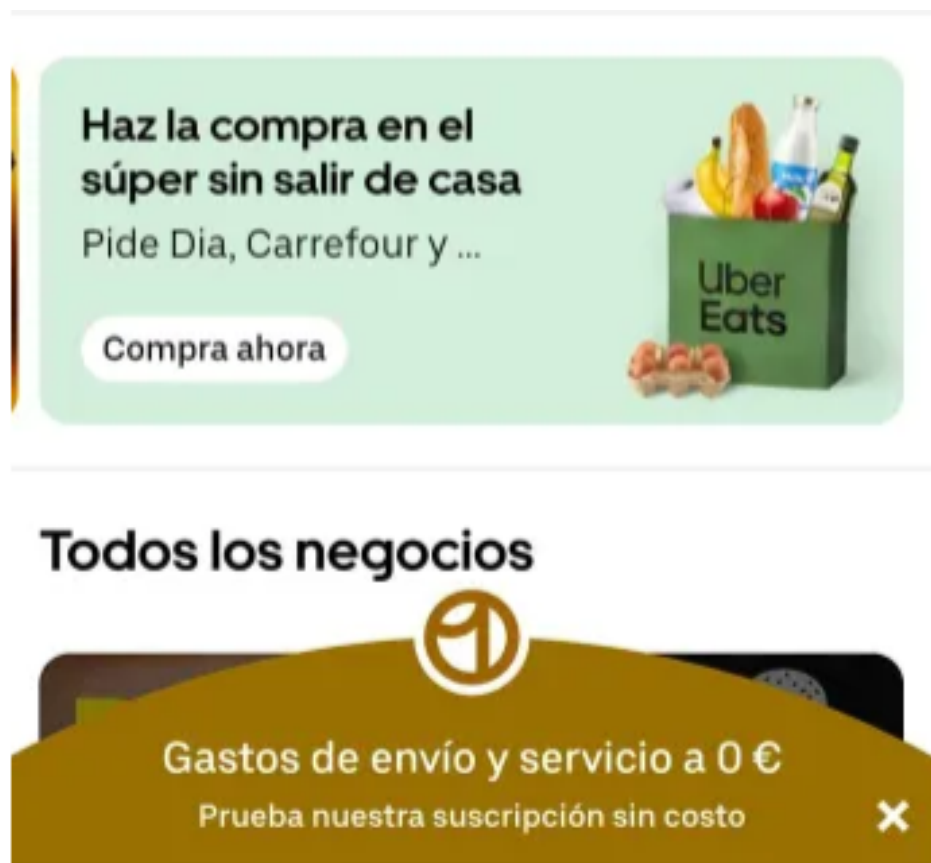 Haz la compra en el
súper sin salir de casa
Pide Dia, Carrefour y ...
Compra ahora
Uber
Eats
Todos los negocios
Gastos de envío y servicio a 0 €
Prueba nuestra suscripción sin costo